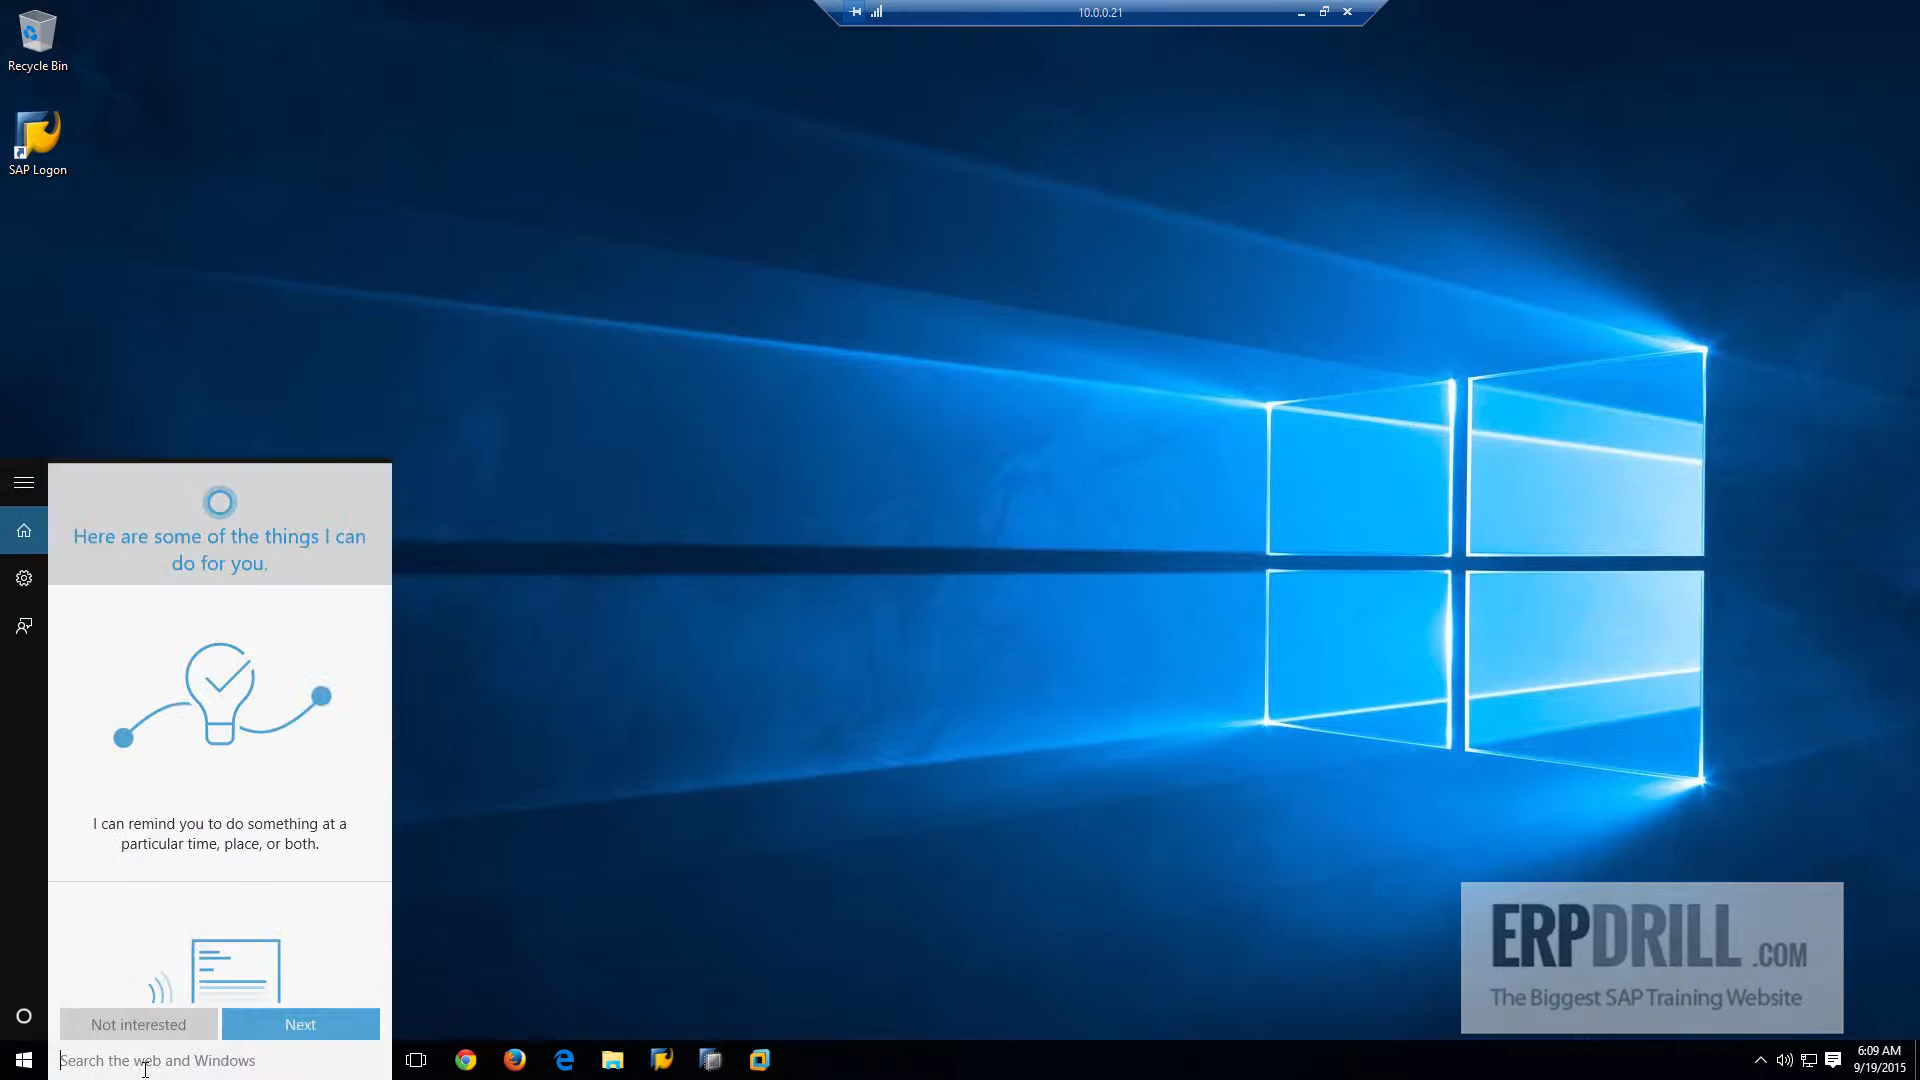 10.0.0.21
Recycle Bin
SAP Logon
Here are some of the things I can
do for you.
I can remind you to do something at a
particular time, place, or both.
Not interested
Next
Search the web and Windows
ERPDRILL.COM
The Biggest SAP Training Website
6:09 AM
9/19/2015